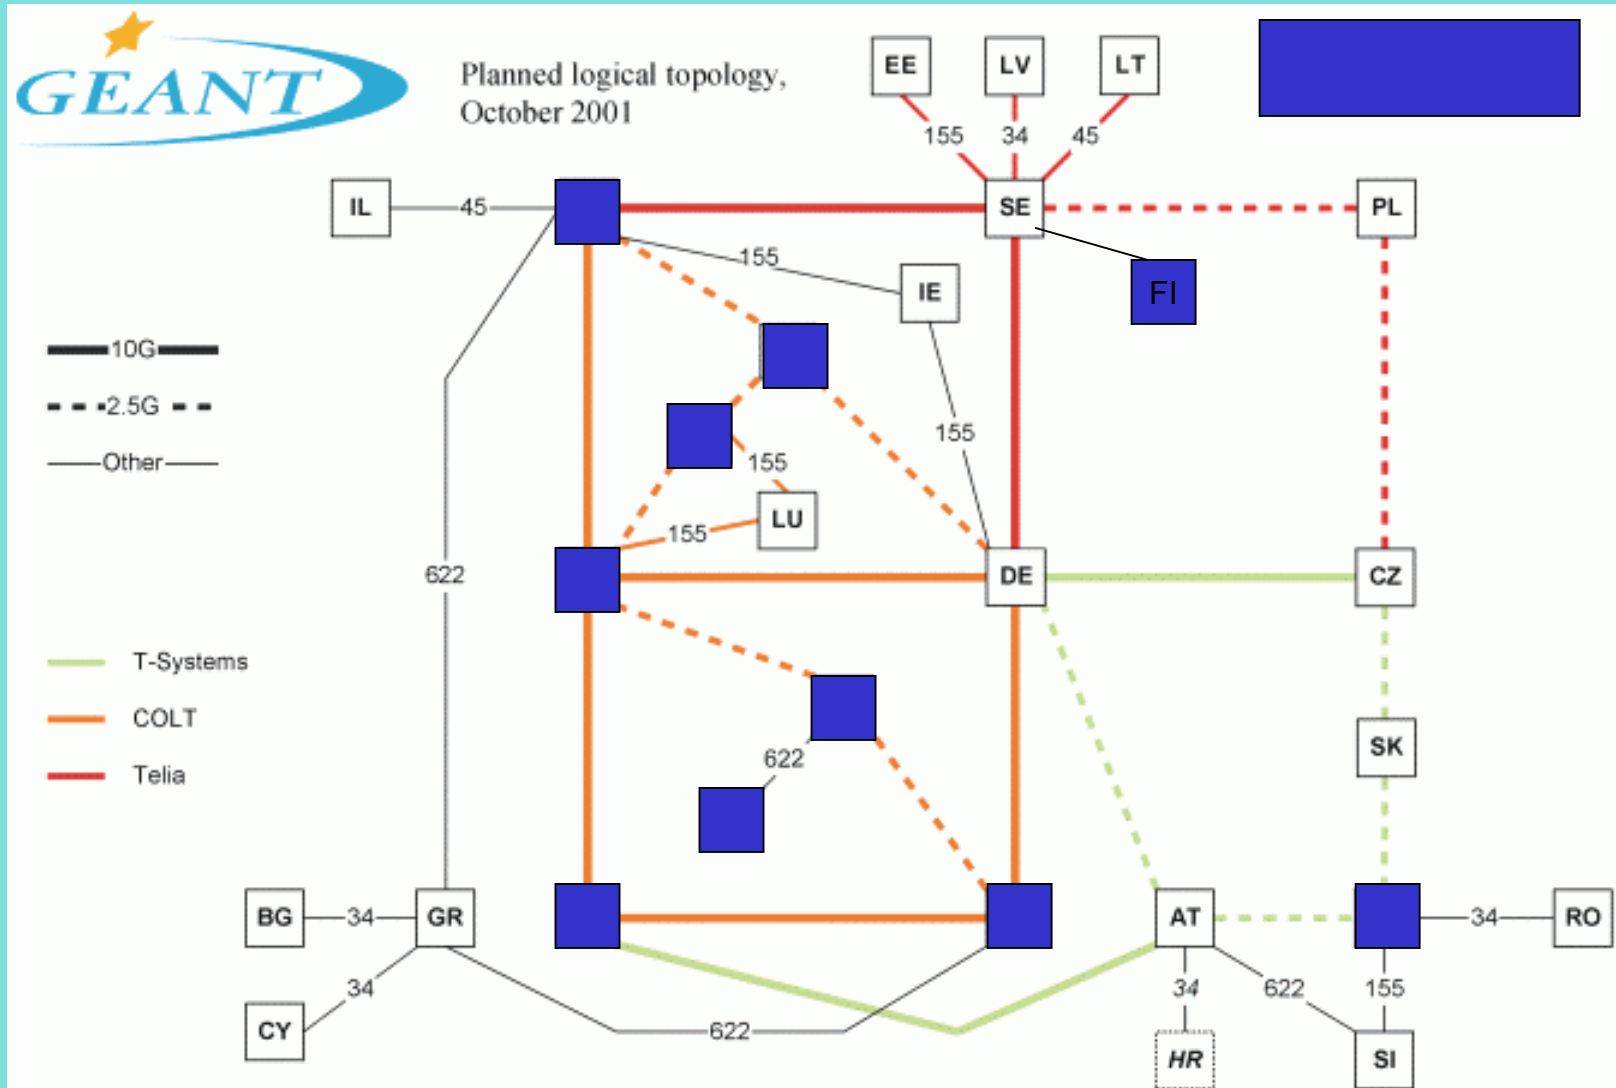 GEANT
Planned logical topology,
October 2001
EE
LV
LT
155
34
45
IL
45
SE
PL
155
IE
FI
10G
2.5G
Other
155
155
LU
155
622
DE
CZ
T-Systems
COLT
Telia
SK
622
BG
34
GR
AT
34
RO
34
34
622
155
CY
622
HR
SI